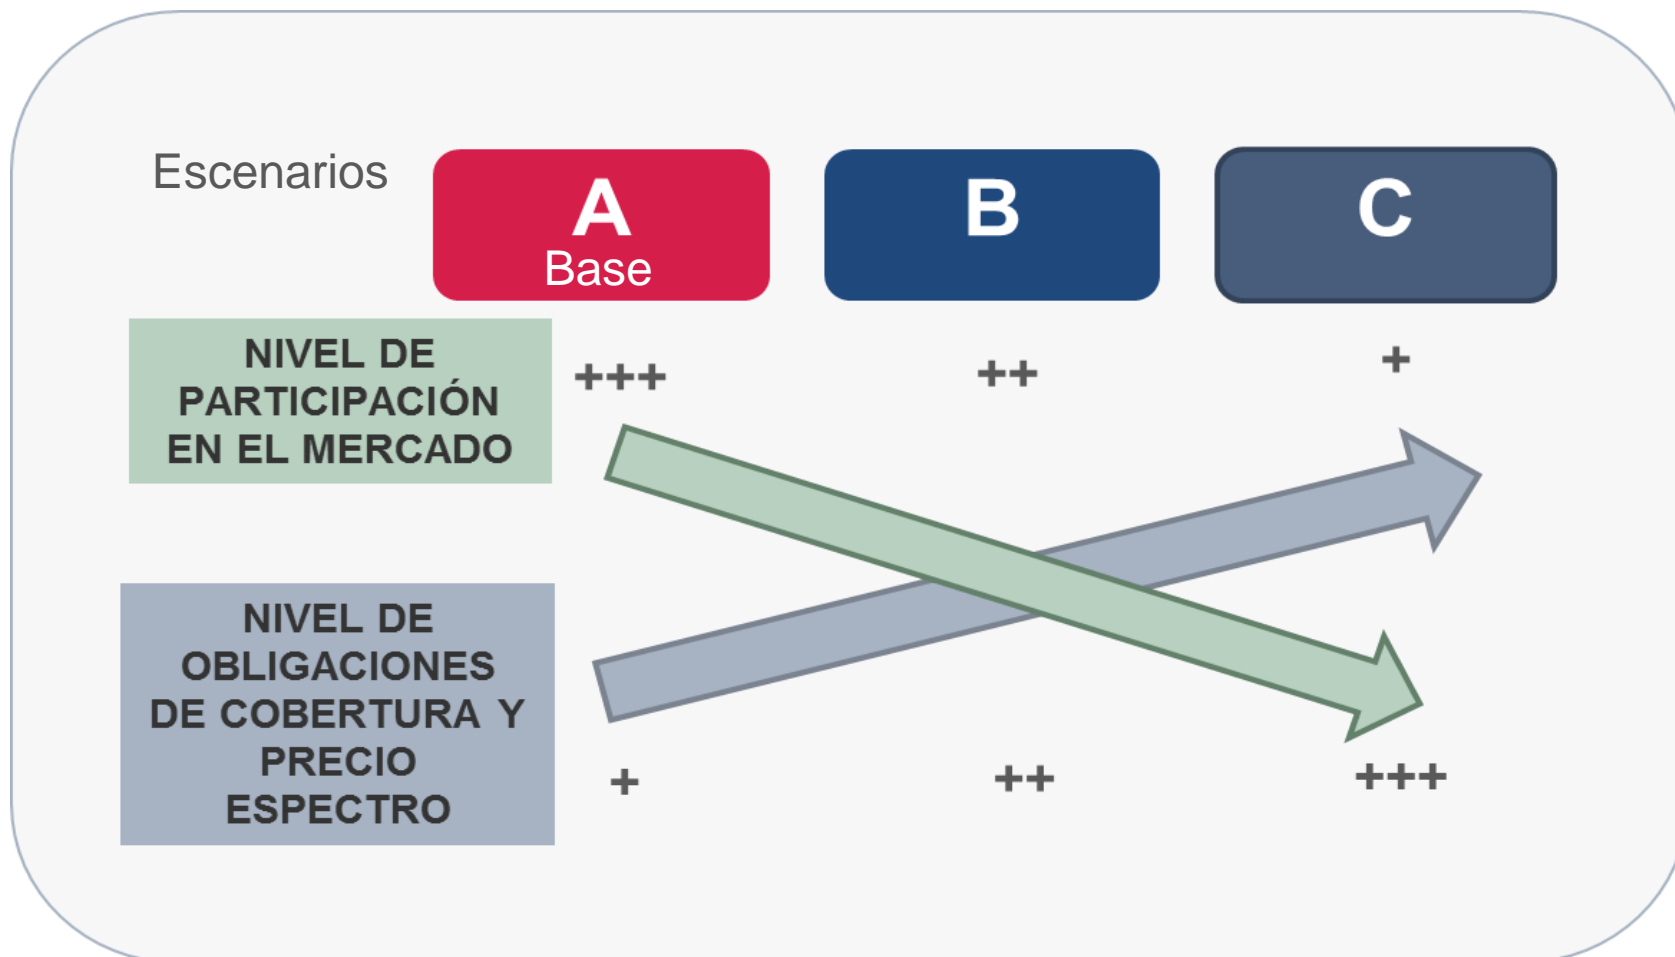 Escenarios
A
Base
B
C
NIVEL DE
PARTICIPACIÓN
EN EL MERCADO
+++
++
+
NIVEL DE
OBLIGACIONES
DE COBERTURA Y
PRECIO
ESPECTRO
+
++
+++